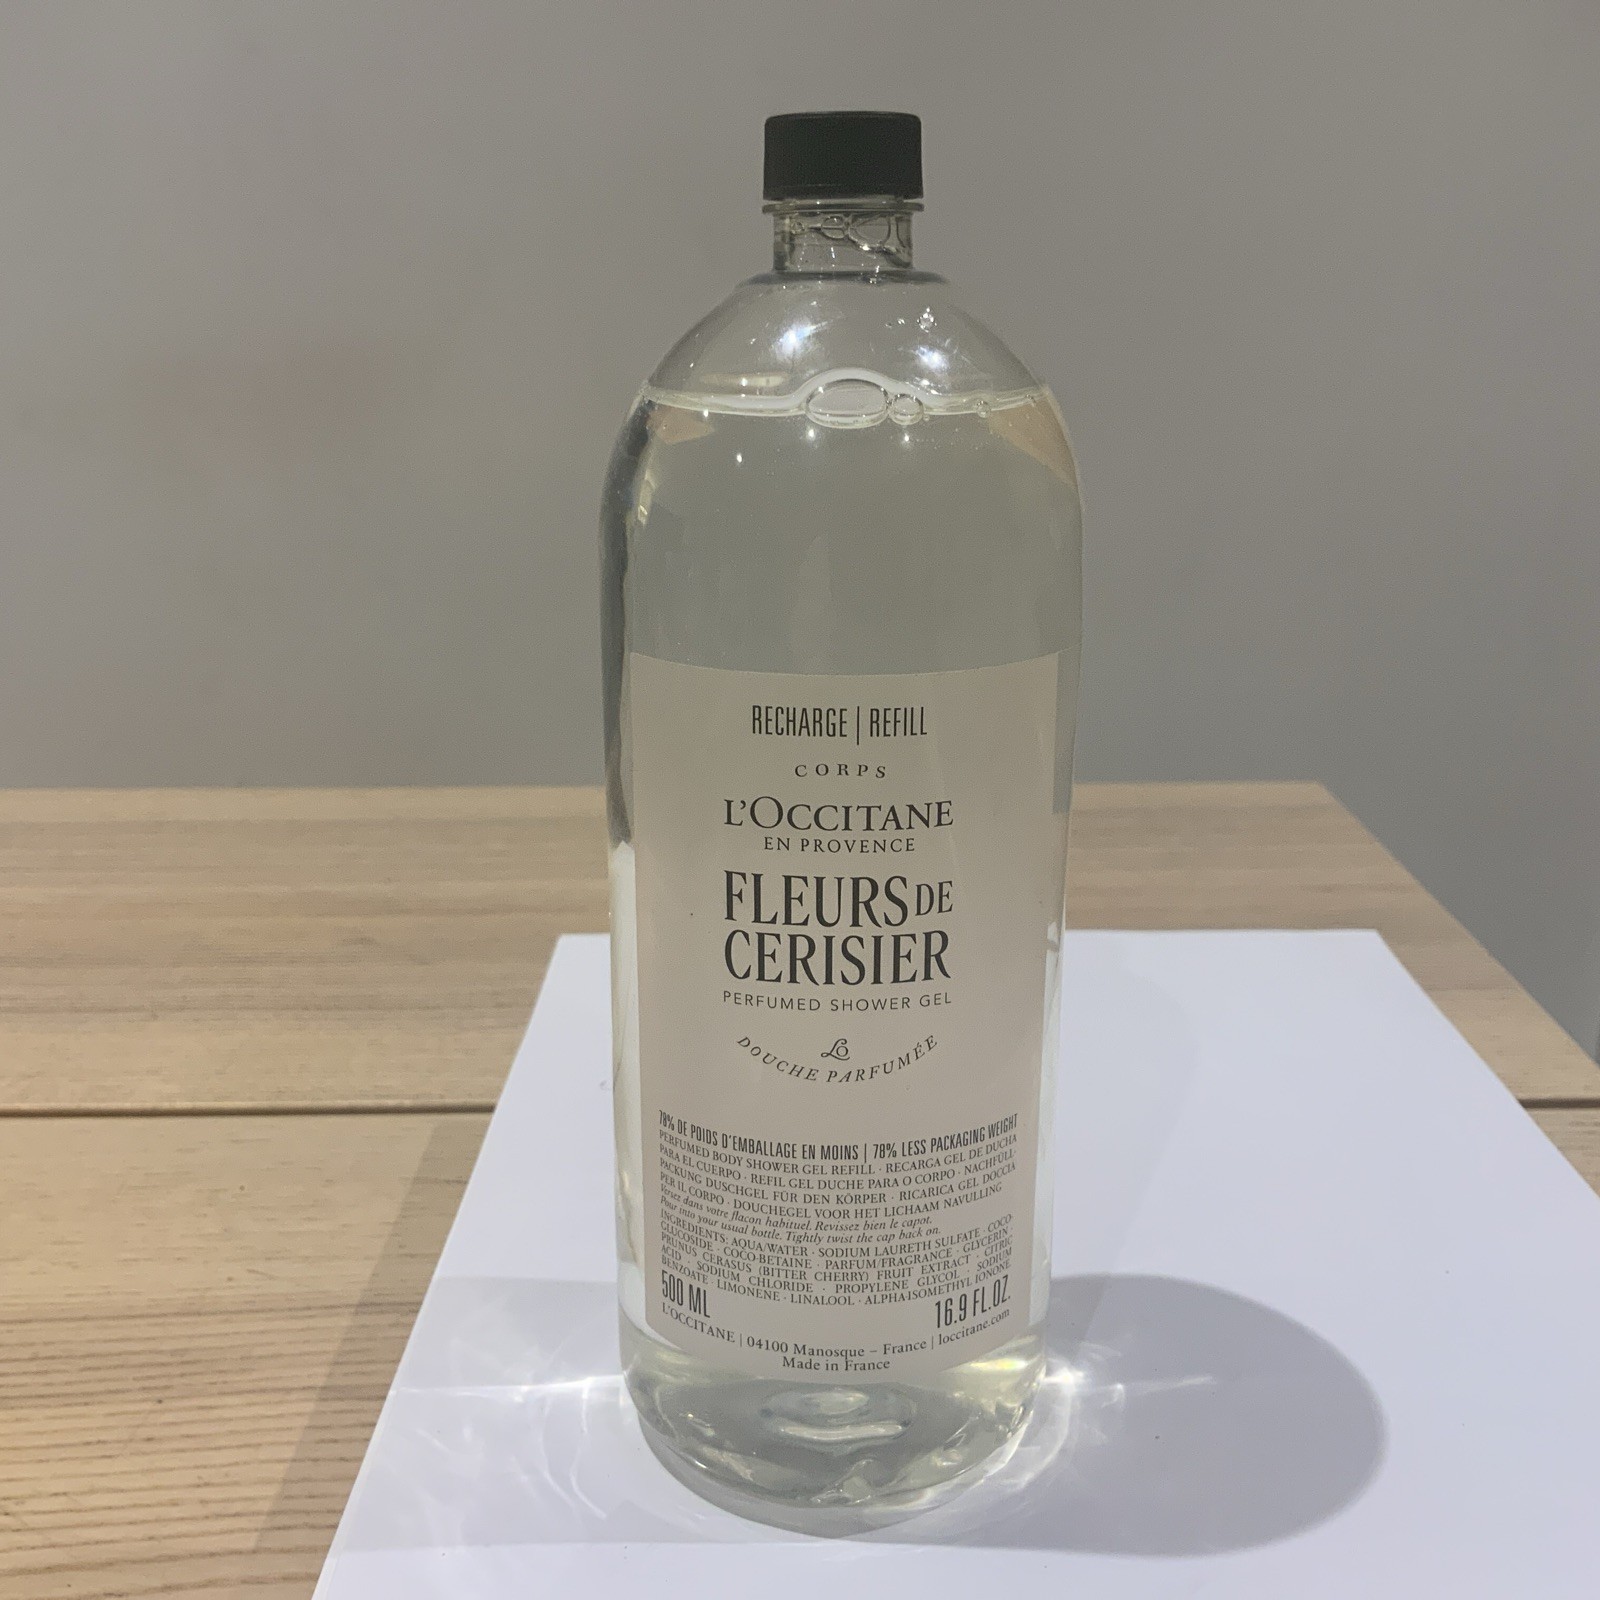 RECHARGE | REFILL
CORPS
L'OCCITANE
EN PROVENCE
FLEURS DE
CERISIER
PERFUMED SHOWER GEL
LO
DOUCHE PARFUMÉE
78% DE POIDS D'EMBALLAGE EN MOINS | 78% LESS PACKAGING WEIGHT
PERFUMED BODY SHOWER GEL REFILL · RECARGA GEL DE DUCHA
PARA EL CUERPO · REFIL GEL DUCHE PARA O CORPO · NACHFÜLL-
PACKUNG DUSCHGEL FÜR DEN KÖRPER · RICARICA GEL DOCCIA
PER IL CORPO · DOUCHEGEL VOOR HET LICHAAM NAVULLING
Versez dans votre flacon habituel. Revissez bien le capot.
Pour into your usual bottle. Tightly twist the cap back on.
INGREDIENTS: AQUA/WATER · SODIUM LAURETH SULFATE · COCO-
GLUCOSIDE · COCO-BETAINE · PARFUM/FRAGRANCE · GLYCERIN ·
PRUNUS CERASUS (BITTER CHERRY) FRUIT EXTRACT · CITRIC
ACID · SODIUM CHLORIDE · PROPYLENE GLYCOL · SODIUM
BENZOATE · LIMONENE · LINALOOL · ALPHA-ISOMETHYL IONONE
500 ML 16.9 FL.OZ.
L'OCCITANE | 04100 Manosque – France | loccitane.com
Made in France